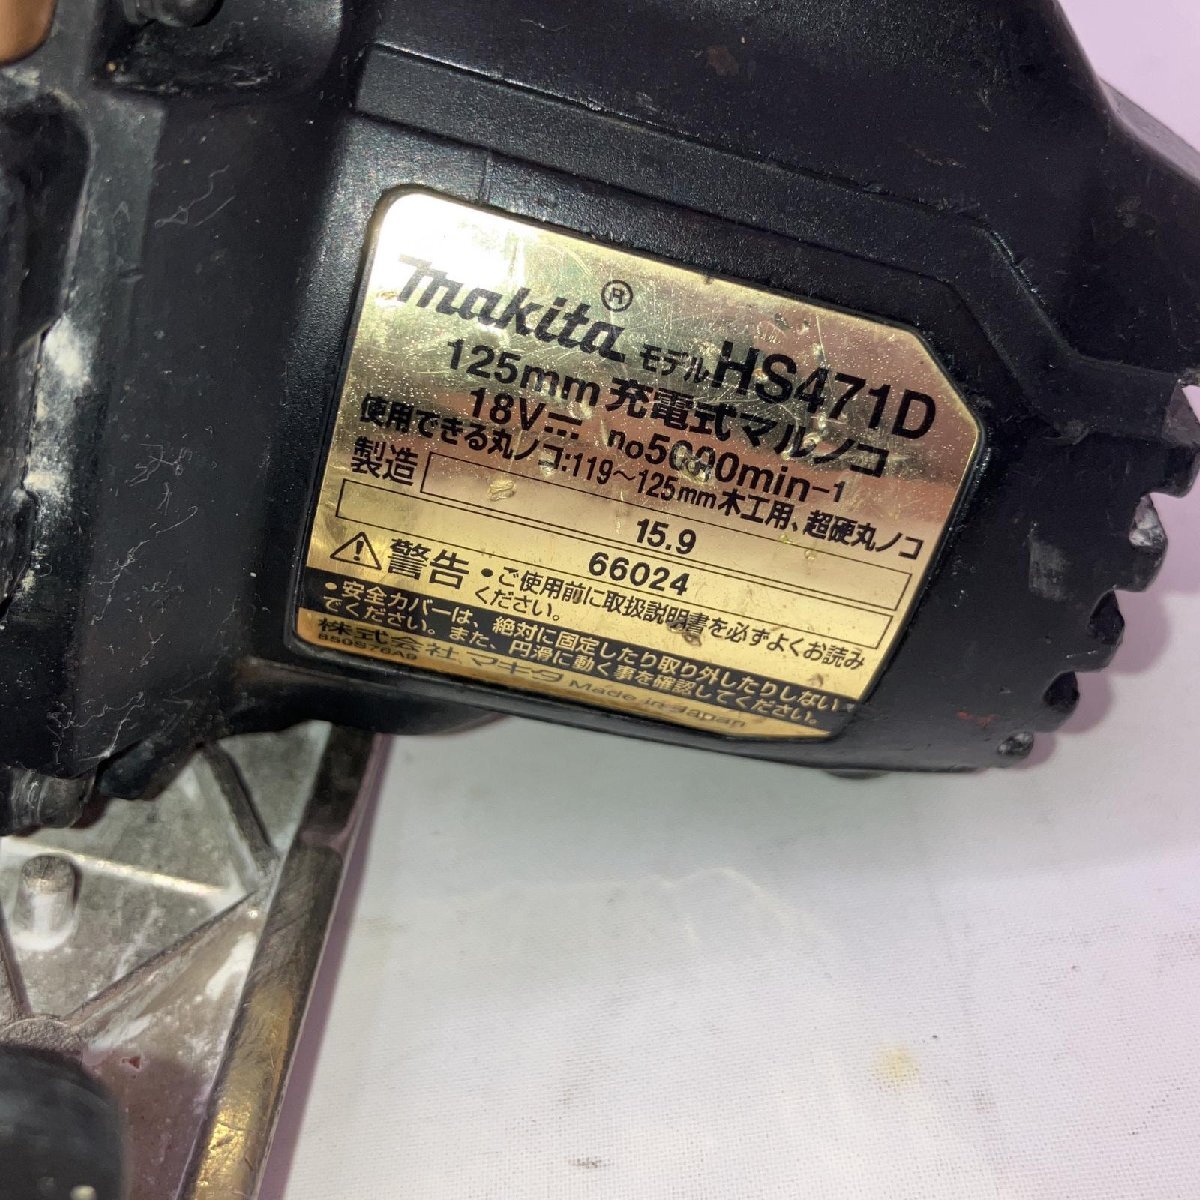 makita®
モデル HS471D
125mm 充電式マルノコ
18V n₀5000min-1
使用できる丸ノコ:119〜125mm 木工用、超硬丸ノコ
製造 15.9
66024
警告 •ご使用前に取扱説明書を必ずよくお読み
ください。
•安全カバーは、絶対に固定したり取り外したりしない
でください。また、円滑に動く事を確認してください。
株式会社マキタ Made in Japan
850S76A9